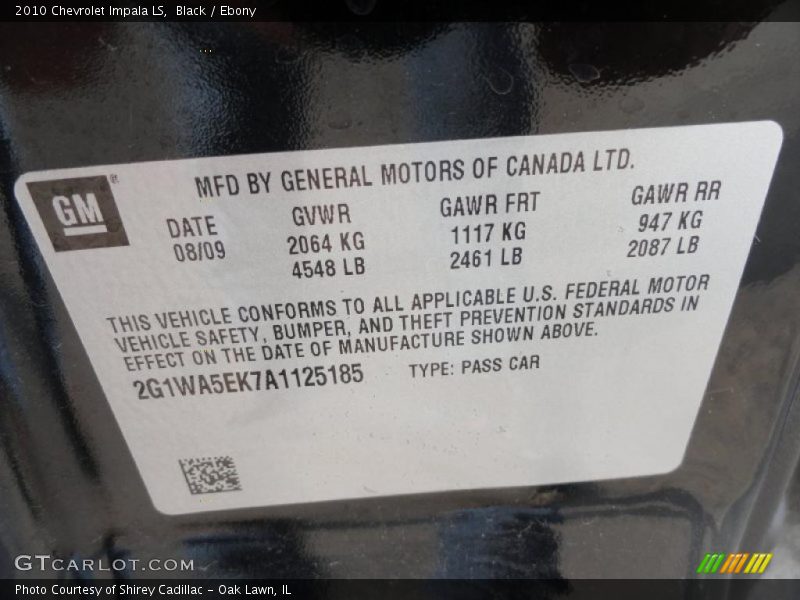 2010 Chevrolet Impala LS, Black / Ebony
GM®
MFD BY GENERAL MOTORS OF CANADA LTD.
DATE GVWR GAWR FRT GAWR RR
08/09 2064 KG 1117 KG 947 KG
4548 LB 2461 LB 2087 LB
THIS VEHICLE CONFORMS TO ALL APPLICABLE U.S. FEDERAL MOTOR
VEHICLE SAFETY, BUMPER, AND THEFT PREVENTION STANDARDS IN
EFFECT ON THE DATE OF MANUFACTURE SHOWN ABOVE.
2G1WA5EK7A1125185 TYPE: PASS CAR
GTCARLOT.COM
Photo Courtesy of Shirey Cadillac - Oak Lawn, IL